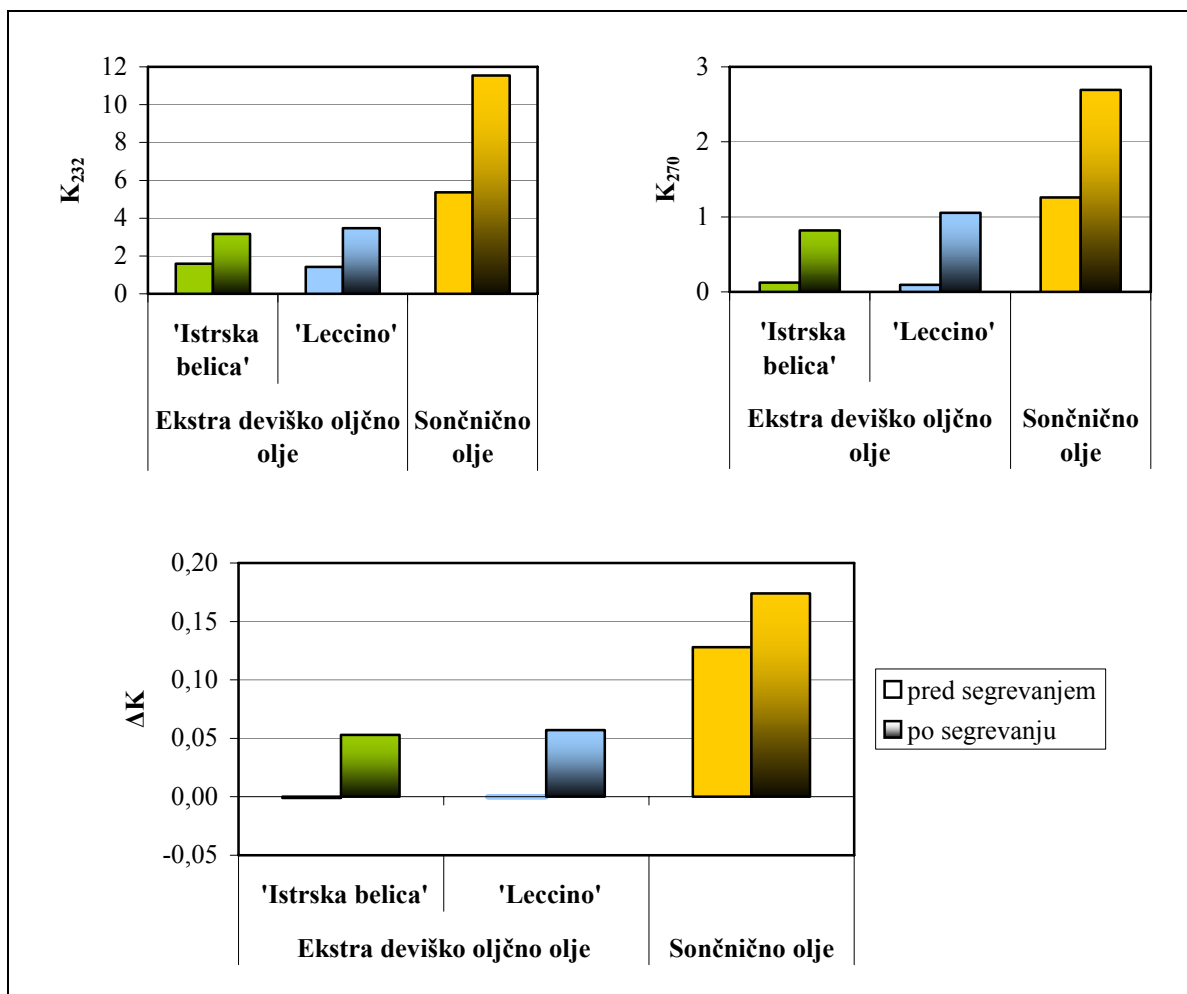 12
10
8
6
4
2
0
K232
'Istrska
belica'
'Leccino'
Ekstra deviško oljčno
olje
Sončnično
olje
3
2
1
0
K270
'Istrska
belica'
'Leccino'
Ekstra deviško oljčno
olje
Sončnično
olje
0,20
0,15
0,10
0,05
0,00
-0,05
ΔK
'Istrska belica'
'Leccino'
Ekstra deviško oljčno olje
Sončnično olje
pred segrevanjem
po segrevanju